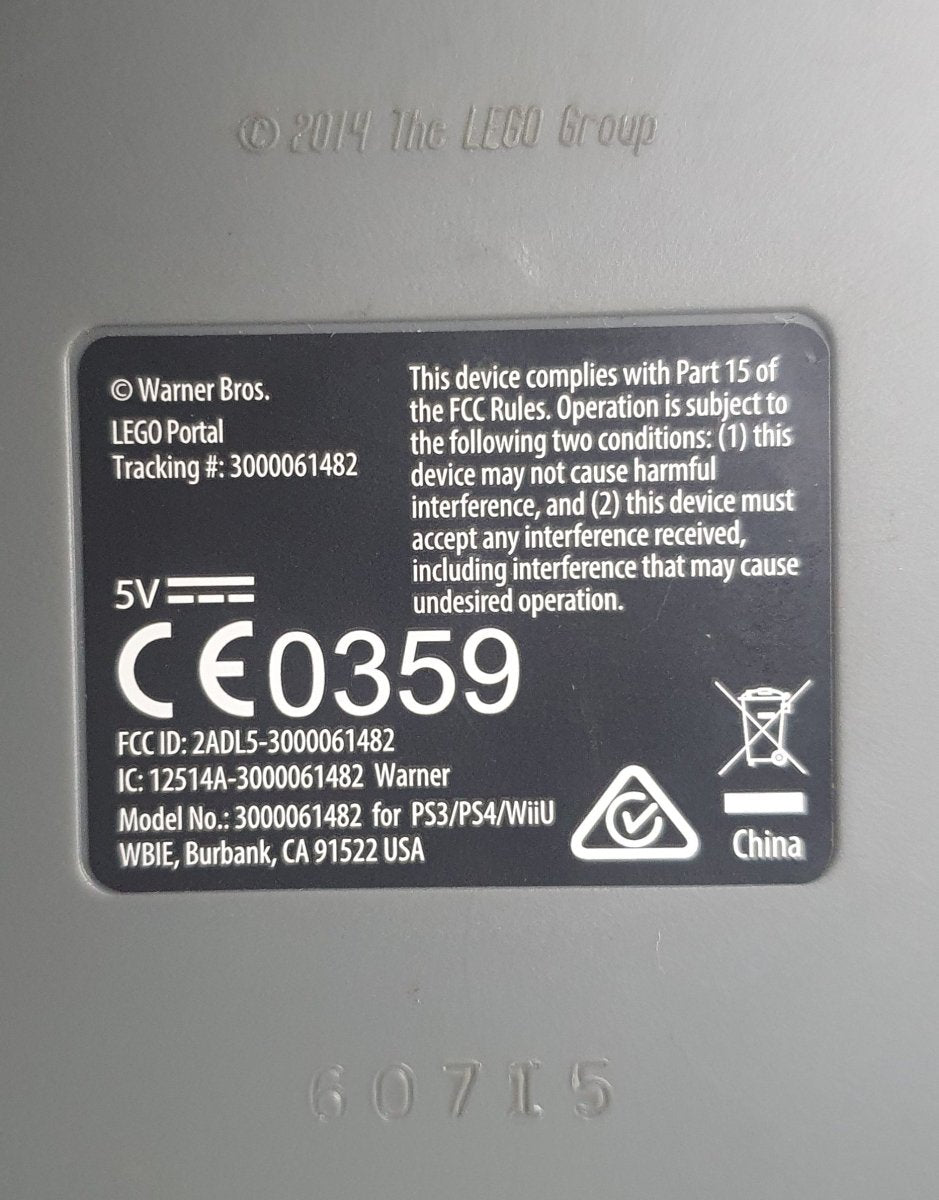 © 2014 The LEGO Group
© Warner Bros.
LEGO Portal
Tracking #: 3000061482
This device complies with Part 15 of
the FCC Rules. Operation is subject to
the following two conditions: (1) this
device may not cause harmful
interference, and (2) this device must
accept any interference received,
including interference that may cause
undesired operation.
5V
CE0359
FCC ID: 2ADL5-3000061482
IC: 12514A-3000061482 Warner
Model No.: 3000061482 for PS3/PS4/WiiU
WBIE, Burbank, CA 91522 USA
China
60715